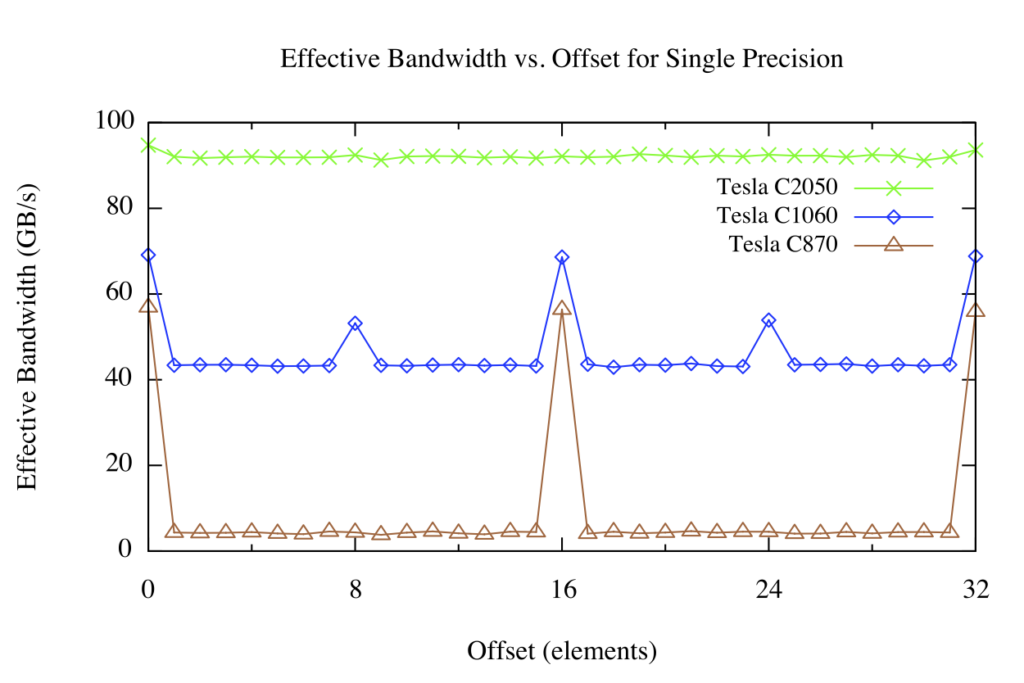 Effective Bandwidth vs. Offset for Single Precision
Effective Bandwidth (GB/s)
100
80
60
40
20
0
Tesla C2050
Tesla C1060
Tesla C870
0 8 16 24 32
Offset (elements)